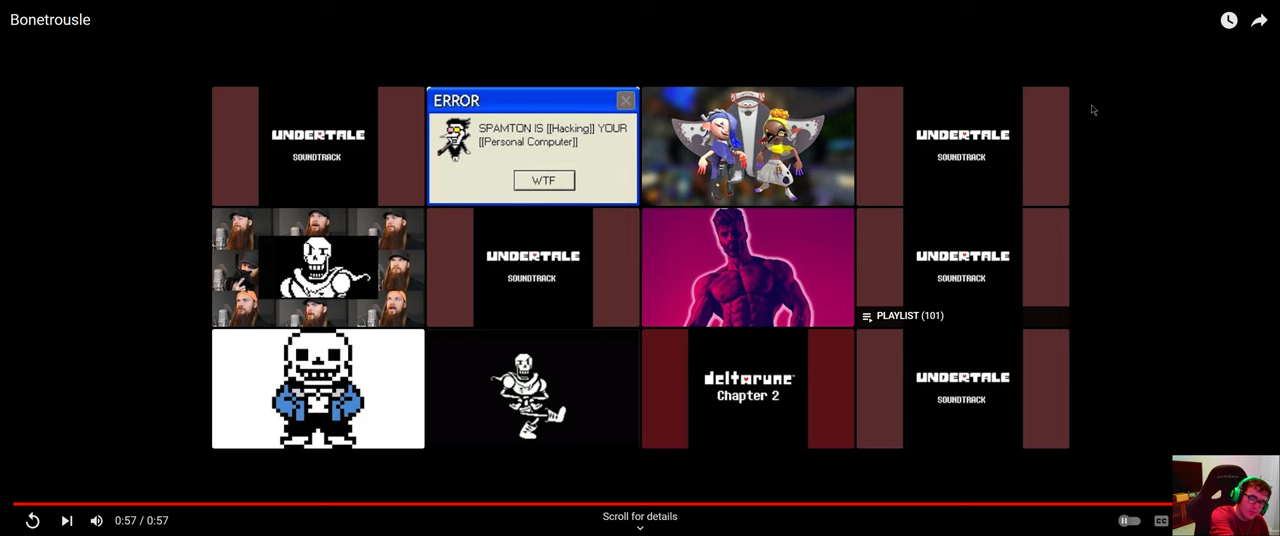 Bonetrousle
UNDERTALE
SOUNDTRACK
ERROR
SPAMTON IS [[Hacking]] YOUR
[[Personal Computer]]
WTF
UNDERTALE
SOUNDTRACK
UNDERTALE
SOUNDTRACK
UNDERTALE
SOUNDTRACK
PLAYLIST (101)
deltarune
Chapter 2
UNDERTALE
SOUNDTRACK
0:57 / 0:57
Scroll for details
CC